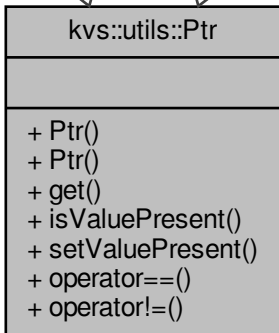 kvs::utils::Ptr
+ Ptr()
+ Ptr()
+ get()
+ isValuePresent()
+ setValuePresent()
+ operator==()
+ operator!=()